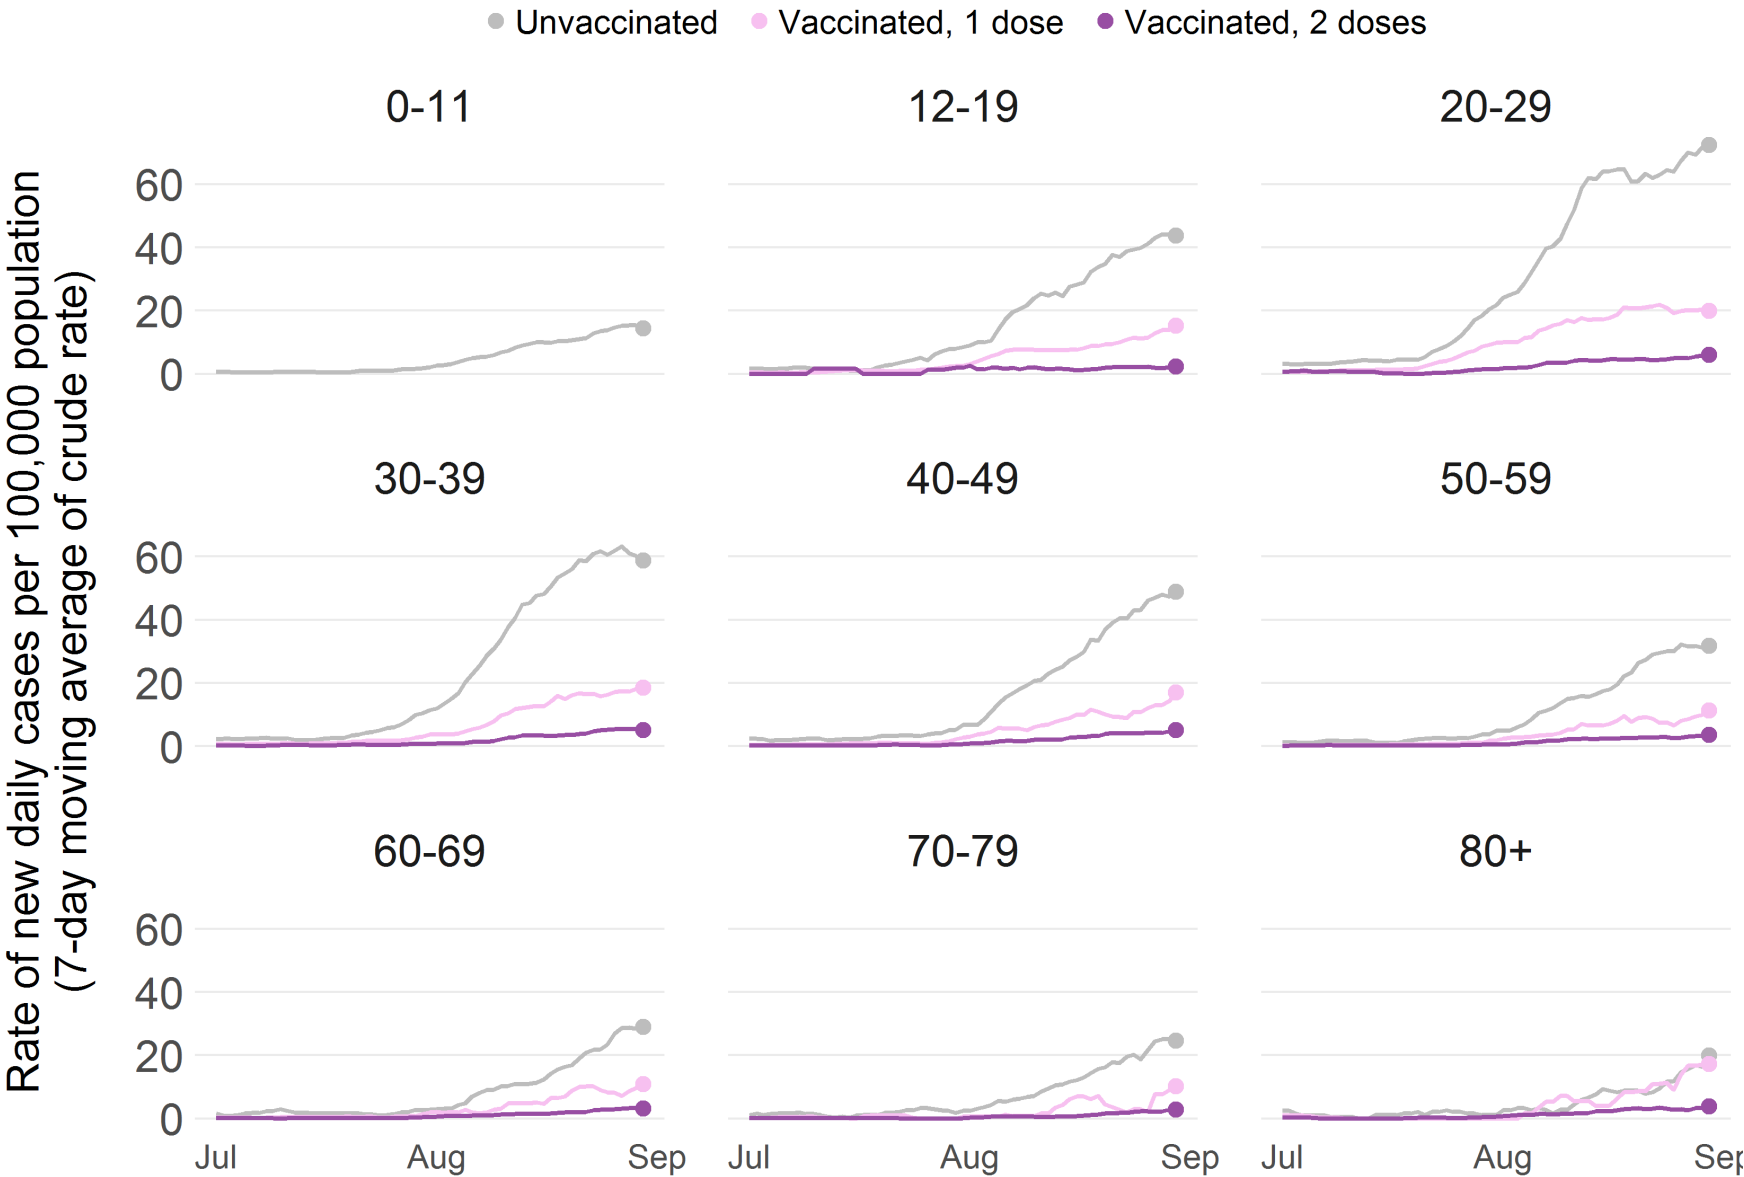 Unvaccinated Vaccinated, 1 dose Vaccinated, 2 doses
Rate of new daily cases per 100,000 population
(7-day moving average of crude rate)
0-11 12-19 20-29
60
40
20
0
30-39 40-49 50-59
60
40
20
0
60-69 70-79 80+
60
40
20
0
Jul Aug Sep Jul Aug Sep Jul Aug Sep